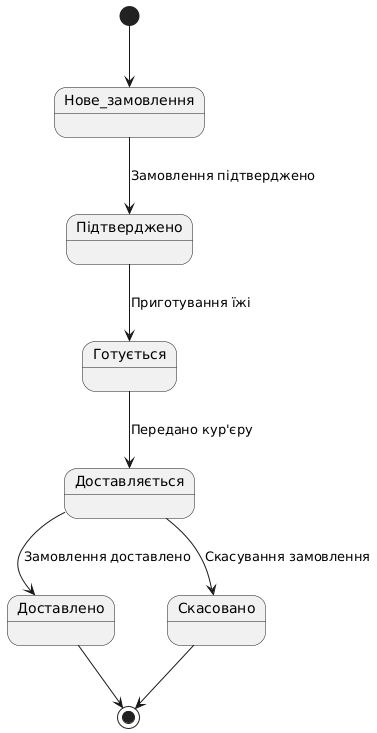 Нове_замовлення
Замовлення підтверджено
Підтверджено
Приготування їжі
Готується
Передано кур'єру
Доставляється
Замовлення доставлено
Скасування замовлення
Доставлено
Скасовано